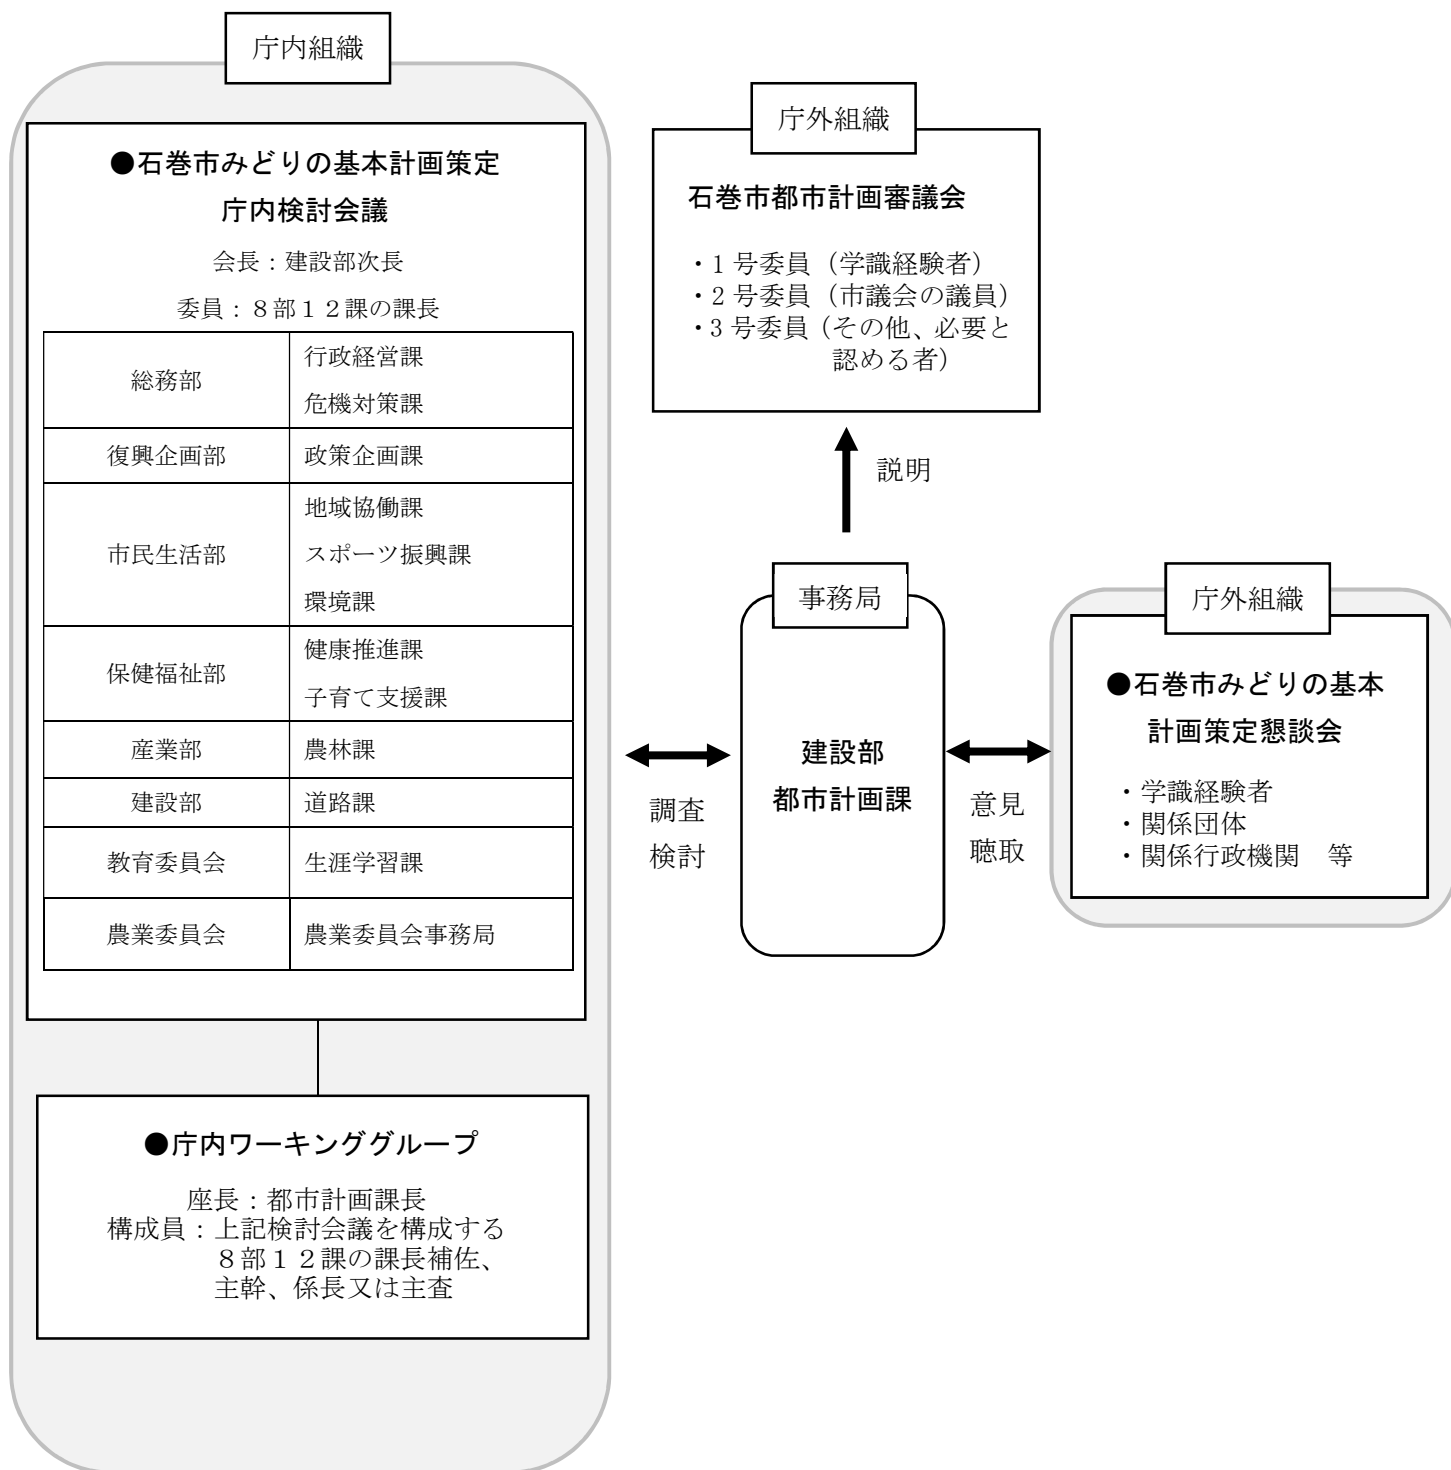 庁内組織
●石巻市みどりの基本計画策定
庁内検討会議
会長：建設部次長
委員：８部１２課の課長
総務部
行政経営課
危機対策課
復興企画部
政策企画課
市民生活部
地域協働課
スポーツ振興課
環境課
保健福祉部
健康推進課
子育て支援課
産業部
農林課
建設部
道路課
教育委員会
生涯学習課
農業委員会
農業委員会事務局
●庁内ワーキンググループ
座長：都市計画課長
構成員：上記検討会議を構成する
８部１２課の課長補佐、
主幹、係長又は主査
庁外組織
石巻市都市計画審議会
・1 号委員（学識経験者）
・2 号委員（市議会の議員）
・3 号委員（その他、必要と
認める者）
説明
事務局
建設部
都市計画課
調査
検討
意見
聴取
庁外組織
●石巻市みどりの基本
計画策定懇談会
・学識経験者
・関係団体
・関係行政機関　等